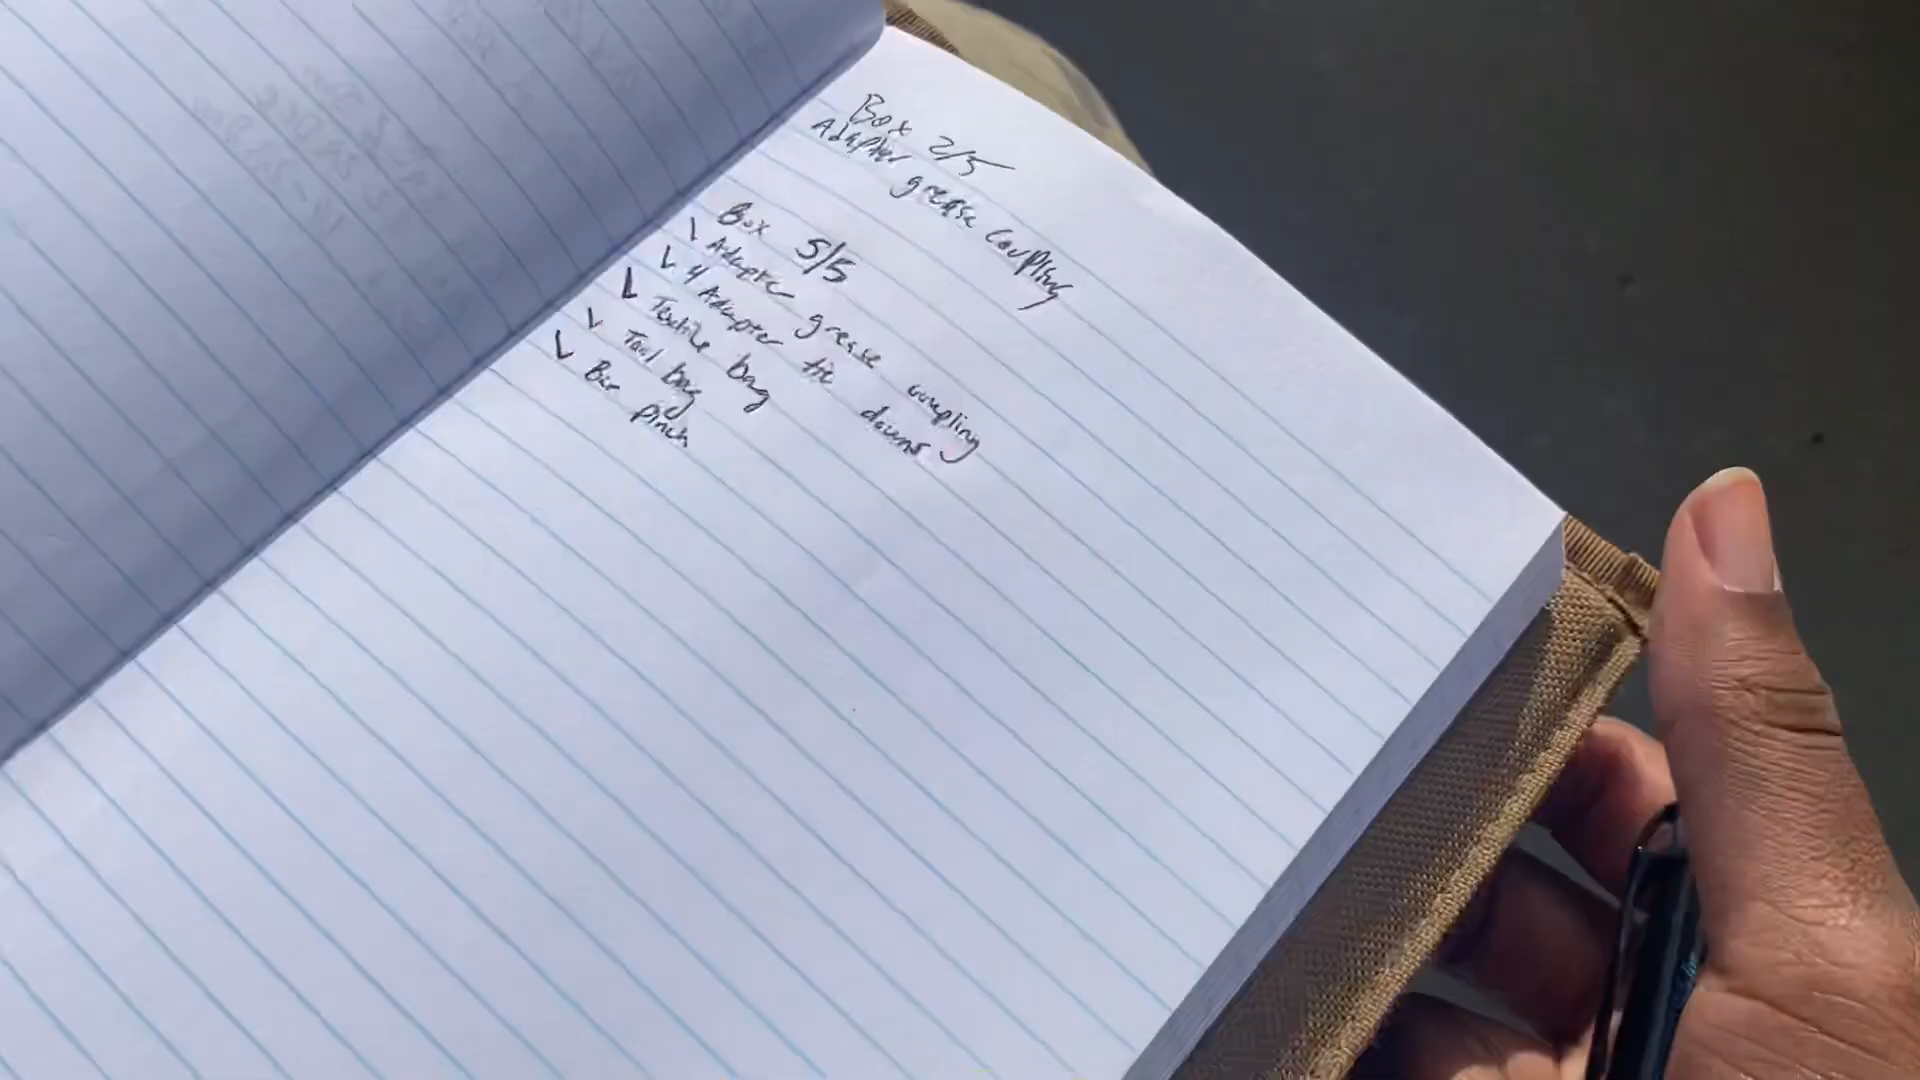 Box 2/5
Adapter grease coupling
Box 5/5
Adapter grease coupling
4 Adapter tie downs
Textile bag
Tool bag
Bar pinch